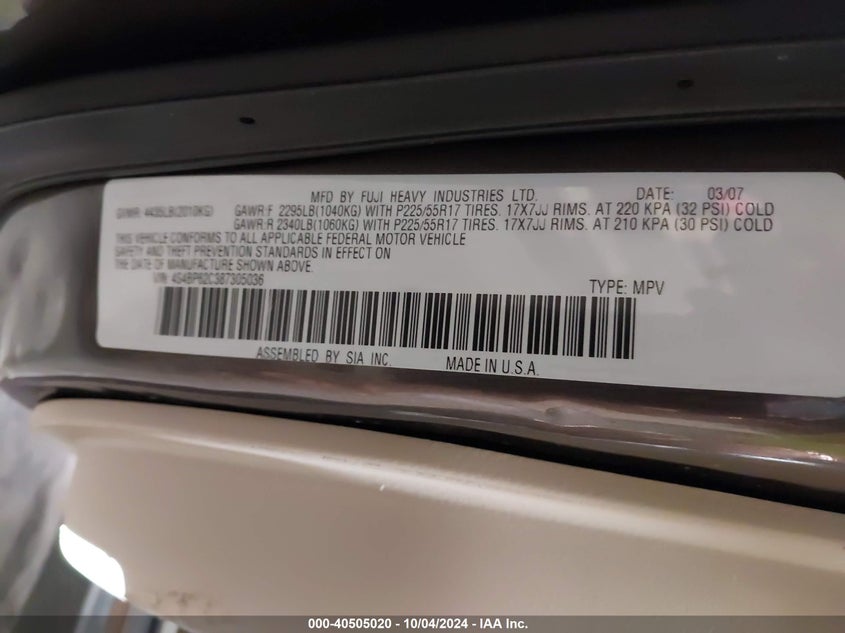 MFD BY FUJI HEAVY INDUSTRIES LTD. DATE: 03/07
GVWR: 4435LB(2010KG) GAWR:F 2295LB(1040KG) WITH P225/55R17 TIRES. 17X7JJ RIMS. AT 220 KPA (32 PSI) COLD
GAWR:R 2340LB(1060KG) WITH P225/55R17 TIRES. 17X7JJ RIMS. AT 210 KPA (30 PSI) COLD
THIS VEHICLE CONFORMS TO ALL APPLICABLE FEDERAL MOTOR VEHICLE
SAFETY AND THEFT PREVENTION STANDARDS IN EFFECT ON
THE DATE OF MANUFACTURE SHOWN ABOVE.
VIN: 4S4BP62C387305036 TYPE: MPV
ASSEMBLED BY SIA INC. MADE IN U.S.A.
000-40505020 - 10/04/2024 - IAA Inc.